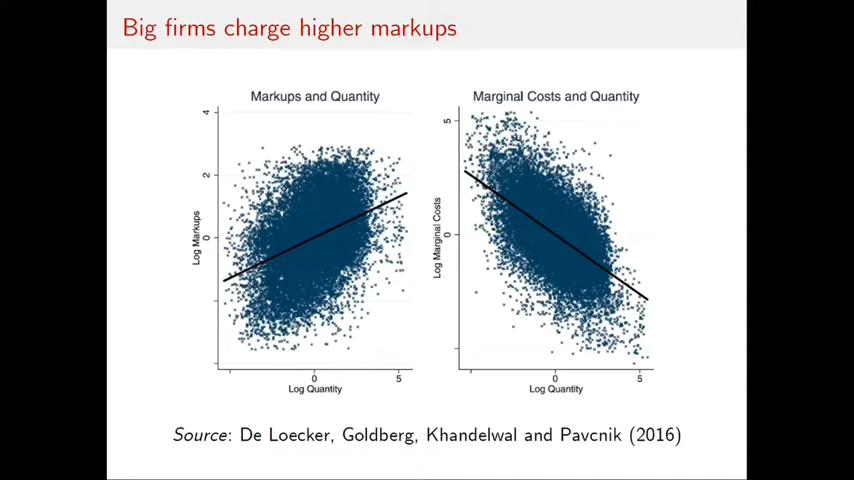 Big firms charge higher markups
Markups and Quantity
4
2
0
Log Markups
0
5
Log Quantity
Marginal Costs and Quantity
5
0
Log Marginal Costs
0
5
Log Quantity
Source: De Loecker, Goldberg, Khandelwal and Pavcnik (2016)